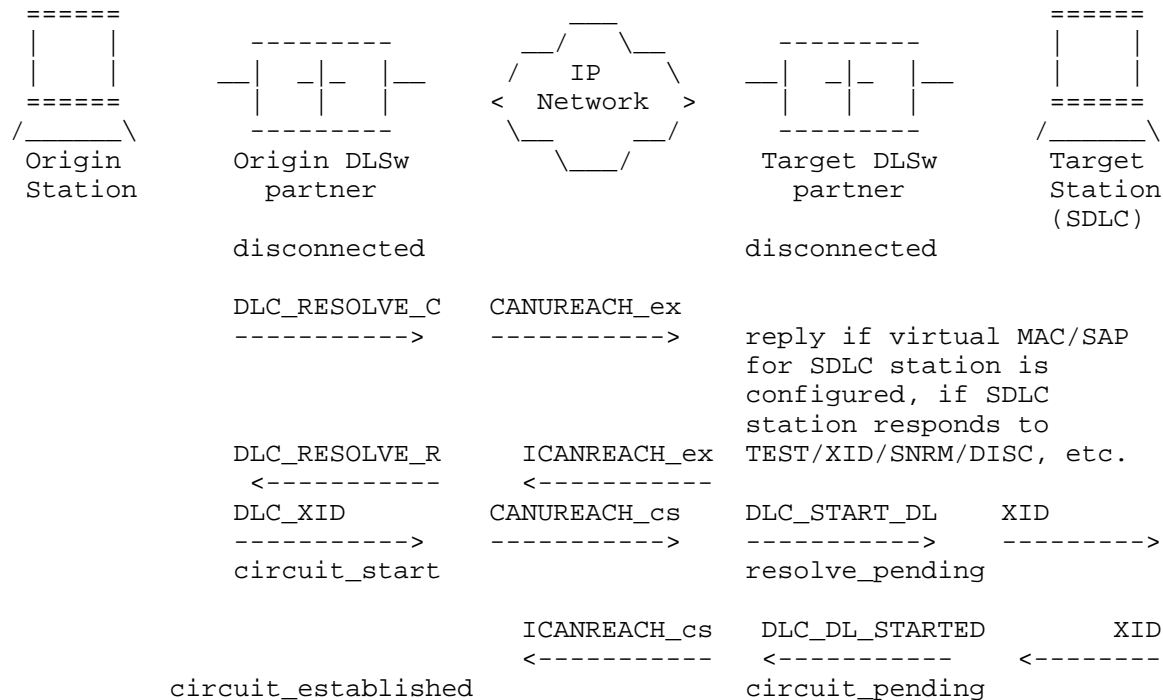 IP
Network
Origin Origin DLSw Target DLSw Target
Station partner partner Station
(SDLC)
disconnected disconnected
DLC_RESOLVE_C CANUREACH_ex
-----------> -----------> reply if virtual MAC/SAP
for SDLC station is
configured, if SDLC
station responds to
DLC_RESOLVE_R ICANREACH_ex TEST/XID/SNRM/DISC, etc.
<----------- <-----------
DLC_XID CANUREACH_cs DLC_START_DL XID
-----------> -----------> -----------> --------->
circuit_start resolve_pending
ICANREACH_cs DLC_DL_STARTED XID
<----------- <----------- <--------
circuit_established circuit_pending